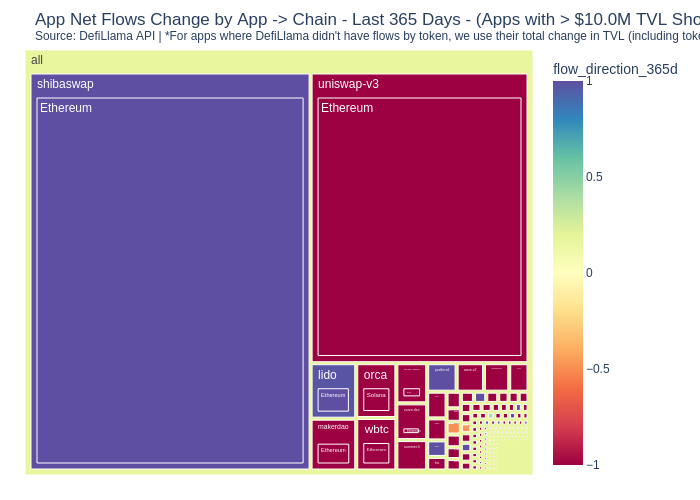 App Net Flows Change by App -> Chain - Last 365 Days - (Apps with > $10.0M TVL Sho
Source: DefiLlama API | *For apps where DefiLlama didn't have flows by token, we use their total change in TVL (including toke
all
shibaswap
Ethereum
uniswap-v3
Ethereum
lido
Ethereum
orca
Solana
makerdao
Ethereum
wbtc
Ethereum
flow_direction_365d
1
0.5
0
−0.5
−1